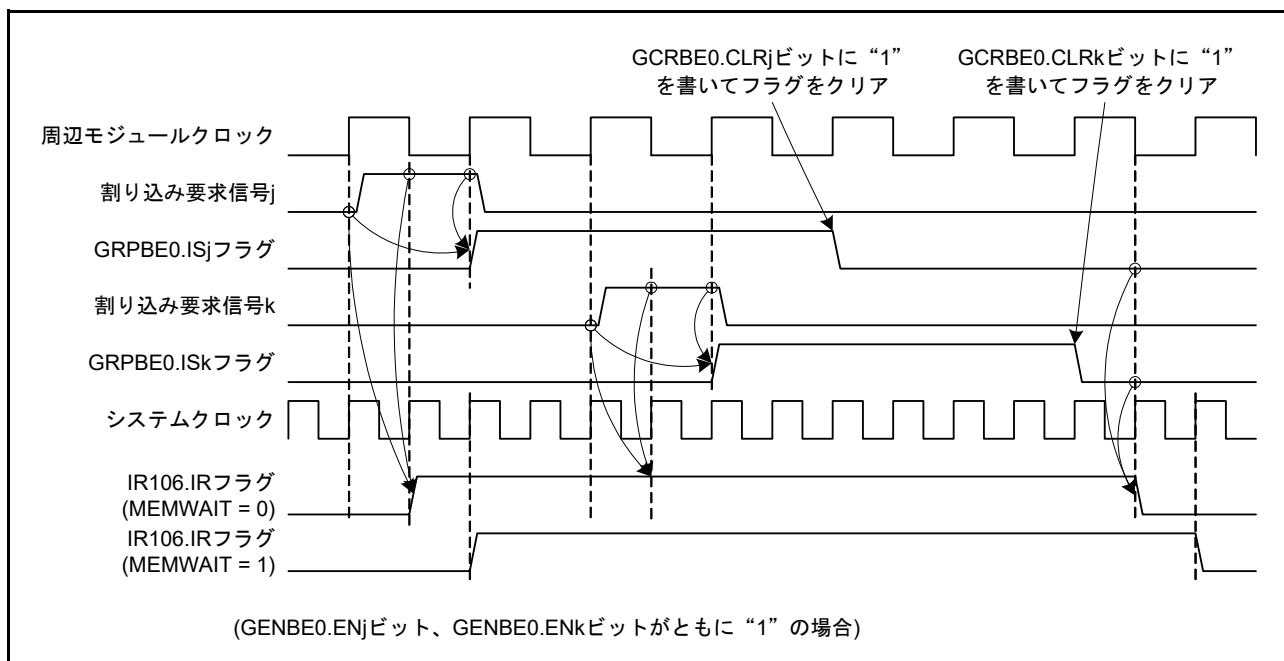 GCRBE0.CLRjビットに“1”
を書いてフラグをクリア
GCRBE0.CLRkビットに“1”
を書いてフラグをクリア
周辺モジュールクロック
割り込み要求信号j
GRPBE0.ISjフラグ
割り込み要求信号k
GRPBE0.ISkフラグ
システムクロック
IR106.IRフラグ
(MEMWAIT = 0)
IR106.IRフラグ
(MEMWAIT = 1)
(GENBE0.ENjビット、GENBE0.ENkビットがともに“1”の場合)